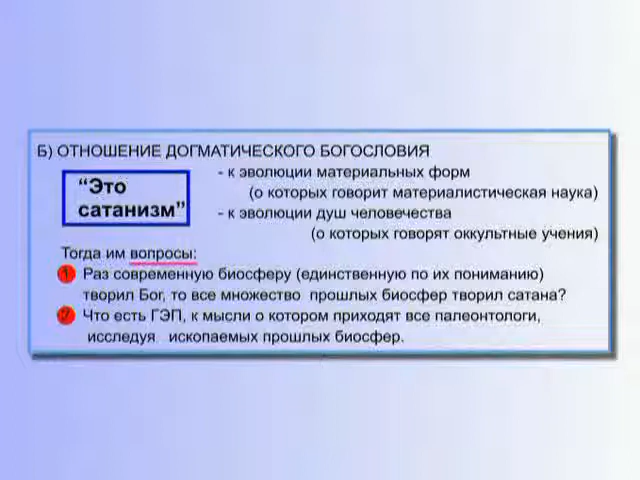 Б) ОТНОШЕНИЕ ДОГМАТИЧЕСКОГО БОГОСЛОВИЯ
"Это
сатанизм"
- к эволюции материальных форм
(о которых говорит материалистическая наука)
- к эволюции душ человечества
(о которых говорят оккультные учения)
Тогда им вопросы:
1 Раз современную биосферу (единственную по их пониманию)
творил Бог, то все множество прошлых биосфер творил сатана?
2 Что есть ГЭП, к мысли о котором приходят все палеонтологи,
исследуя ископаемых прошлых биосфер.